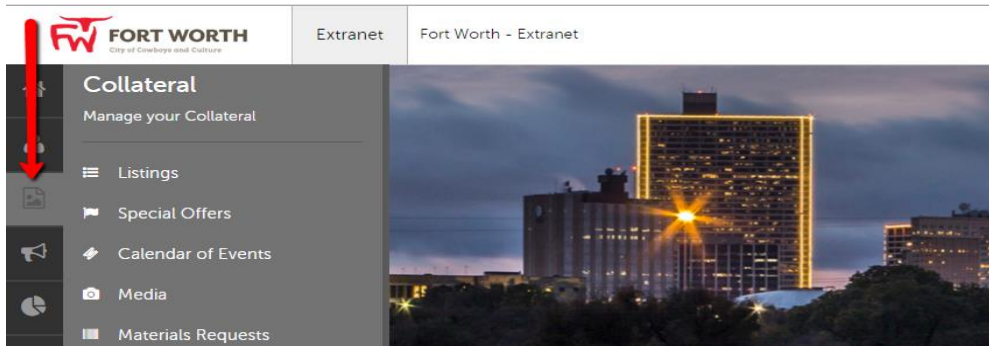 FORT WORTH
City of Cowboys and Culture
Extranet
Fort Worth - Extranet
Collateral
Manage your Collateral
Listings
Special Offers
Calendar of Events
Media
Materials Requests